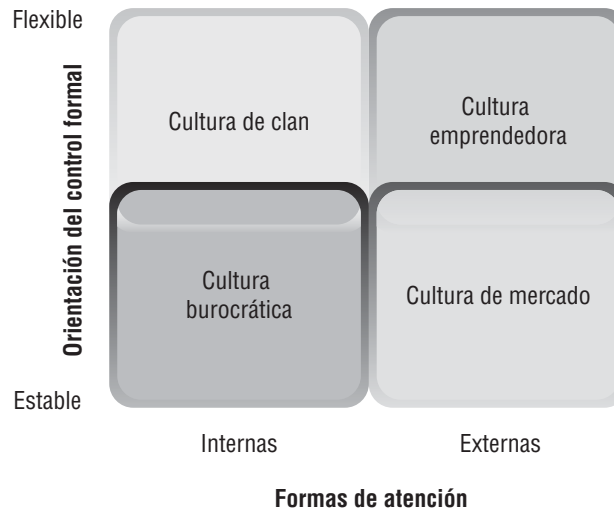 Flexible
Orientación del control formal
Cultura de clan
Cultura
emprendedora
Cultura
burocrática
Cultura de mercado
Estable
Internas
Externas
Formas de atención